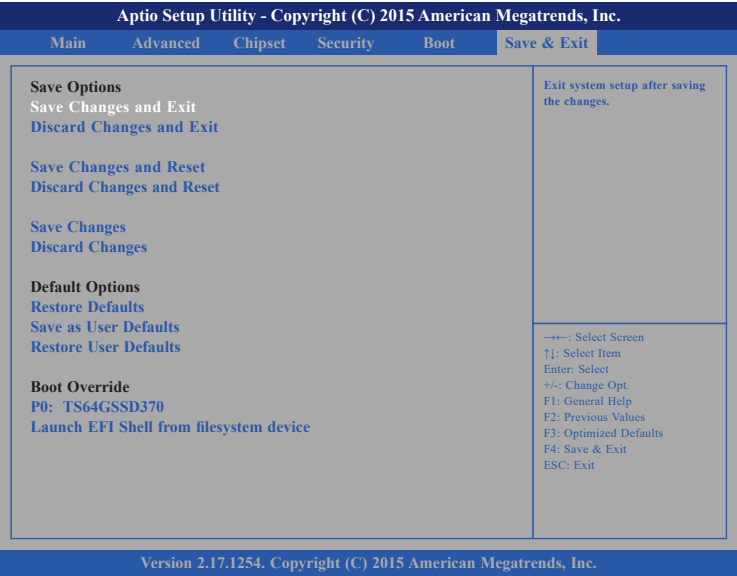 Aptio Setup Utility - Copyright (C) 2015 American Megatrends, Inc.
Main Advanced Chipset Security Boot Save & Exit
Save Options
Save Changes and Exit
Discard Changes and Exit
Save Changes and Reset
Discard Changes and Reset
Save Changes
Discard Changes
Default Options
Restore Defaults
Save as User Defaults
Restore User Defaults
Boot Override
P0: TS64GSSD370
Launch EFI Shell from filesystem device
Exit system setup after saving
the changes.
→←: Select Screen
↑↓: Select Item
Enter: Select
+/-: Change Opt.
F1: General Help
F2: Previous Values
F3: Optimized Defaults
F4: Save & Exit
ESC: Exit
Version 2.17.1254. Copyright (C) 2015 American Megatrends, Inc.